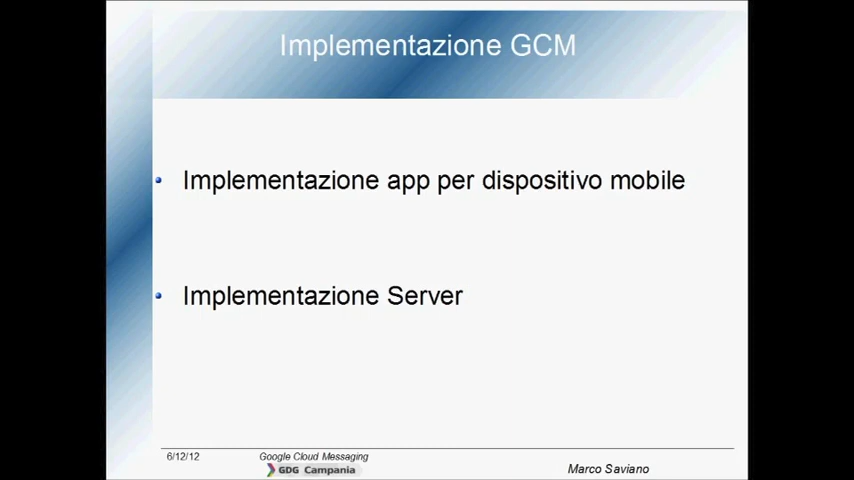 Implementazione GCM
Implementazione app per dispositivo mobile
Implementazione Server
6/12/12
Google Cloud Messaging
GDG Campania
Marco Saviano